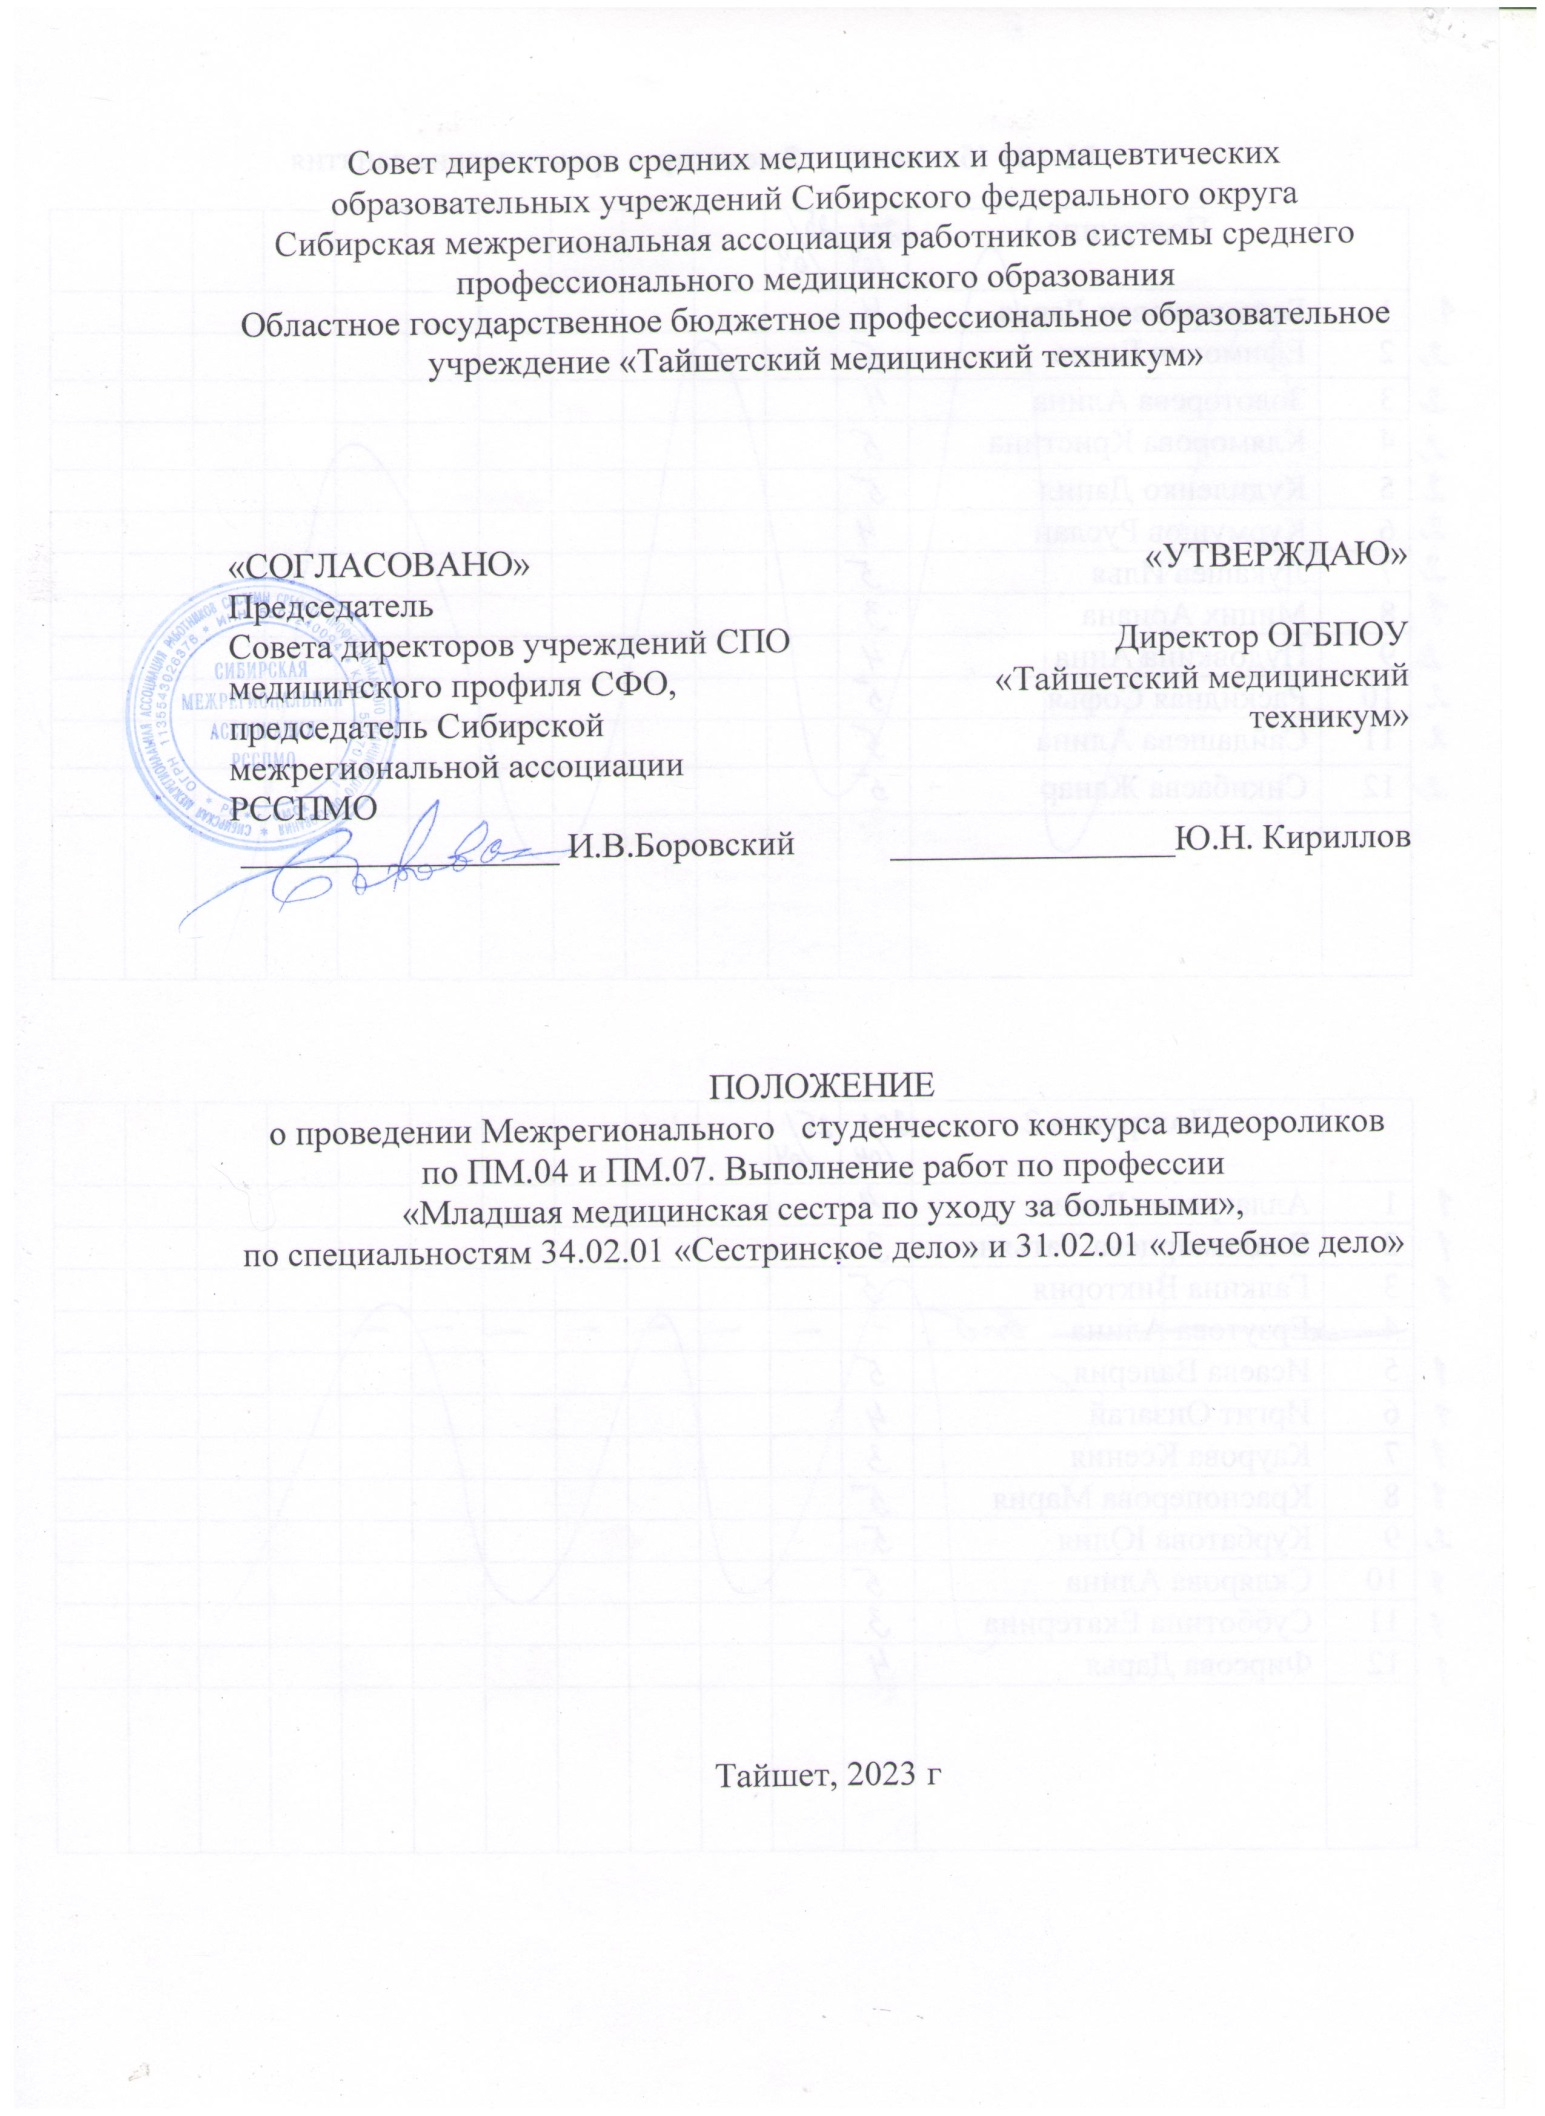 Совет директоров средних медицинских и фармацевтических
образовательных учреждений Сибирского федерального округа
Сибирская межрегиональная ассоциация работников системы среднего
профессионального медицинского образования
Областное государственное бюджетное профессиональное образовательное
учреждение «Тайшетский медицинский техникум»
«СОГЛАСОВАНО»
Председатель
Совета директоров учреждений СПО
медицинского профиля СФО,
председатель Сибирской
межрегиональной ассоциации
РССПМО
И.В.Боровский
СИБИРСКАЯ
МЕЖРЕГИОНАЛЬНАЯ
АССОЦИАЦИЯ
РССПМО
«УТВЕРЖДАЮ»
Директор ОГБПОУ
«Тайшетский медицинский
техникум»
Ю.Н. Кириллов
ПОЛОЖЕНИЕ
о проведении Межрегионального студенческого конкурса видеороликов
по ПМ.04 и ПМ.07. Выполнение работ по профессии
«Младшая медицинская сестра по уходу за больными»,
по специальностям 34.02.01 «Сестринское дело» и 31.02.01 «Лечебное дело»
Тайшет, 2023 г